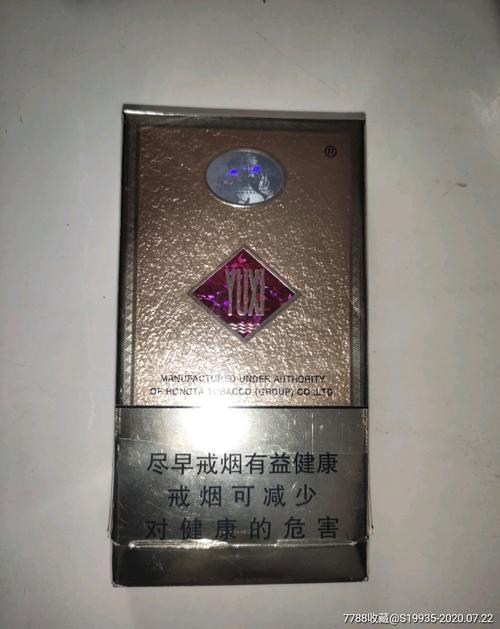 ®
YUXI
MANUFACTURED UNDER AUTHORITY
OF HONGTA TOBACCO (GROUP) CO.,LTD.
尽早戒烟有益健康
戒烟可减少
对健康的危害
7788收藏@S19935-2020.07.22